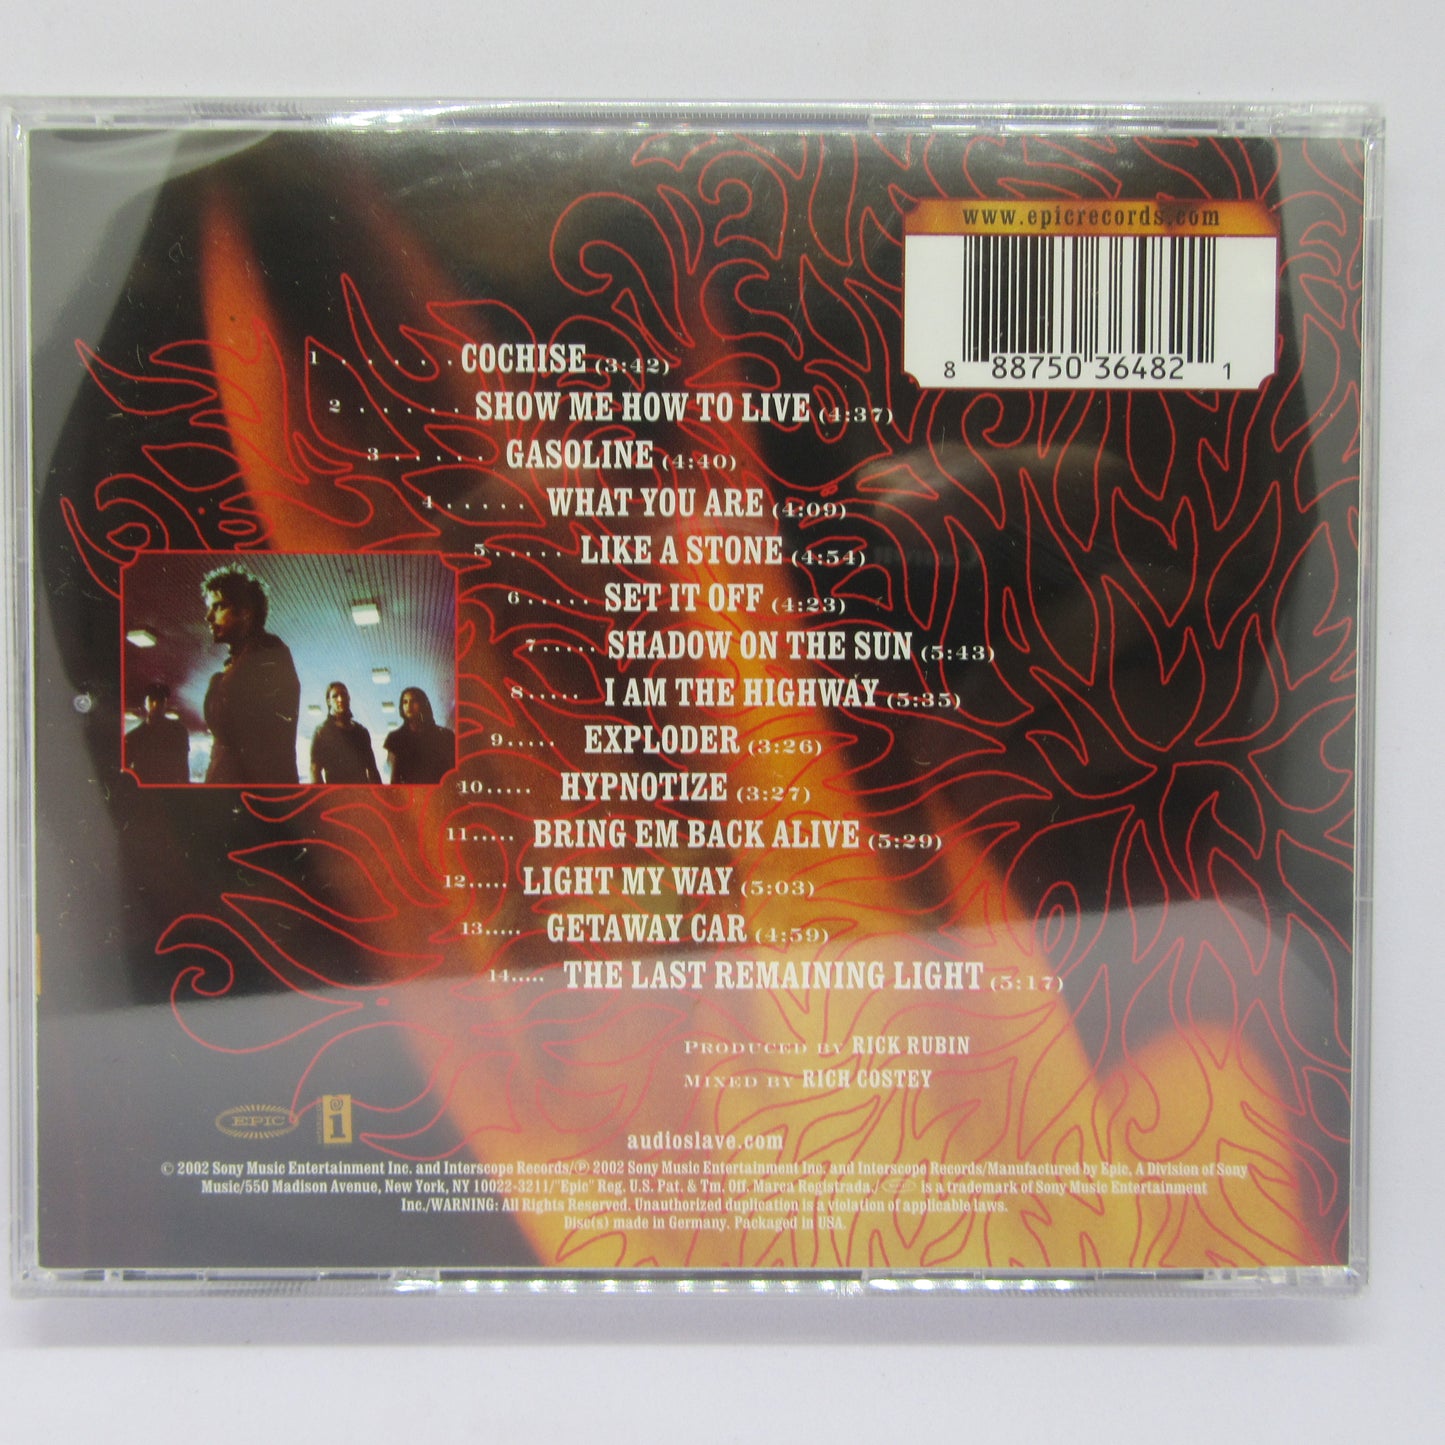 www.epicrecords.com
8 88750 36482 1
1 . . . . . COCHISE (3:42)
2 . . . . . SHOW ME HOW TO LIVE (4:37)
3 . . . . . GASOLINE (4:40)
4 . . . . . WHAT YOU ARE (4:09)
5 . . . . . LIKE A STONE (4:54)
6 . . . . . SET IT OFF (4:23)
7 . . . . . SHADOW ON THE SUN (5:43)
8 . . . . . I AM THE HIGHWAY (5:35)
9 . . . . . EXPLODER (3:26)
10 . . . . . HYPNOTIZE (3:27)
11 . . . . . BRING EM BACK ALIVE (5:29)
12 . . . . . LIGHT MY WAY (5:03)
13 . . . . . GETAWAY CAR (4:59)
14 . . . . . THE LAST REMAINING LIGHT (5:17)
PRODUCED BY RICK RUBIN
MIXED BY RICH COSTEY
EPIC
i
audioslave.com
© 2002 Sony Music Entertainment Inc. and Interscope Records/℗ 2002 Sony Music Entertainment Inc. and Interscope Records/Manufactured by Epic, A Division of Sony
Music/550 Madison Avenue, New York, NY 10022-3211/"Epic" Reg. U.S. Pat. & Tm. Off. Marca Registrada./ EPIC is a trademark of Sony Music Entertainment
Inc./WARNING: All Rights Reserved. Unauthorized duplication is a violation of applicable laws.
Disc(s) made in Germany. Packaged in USA.